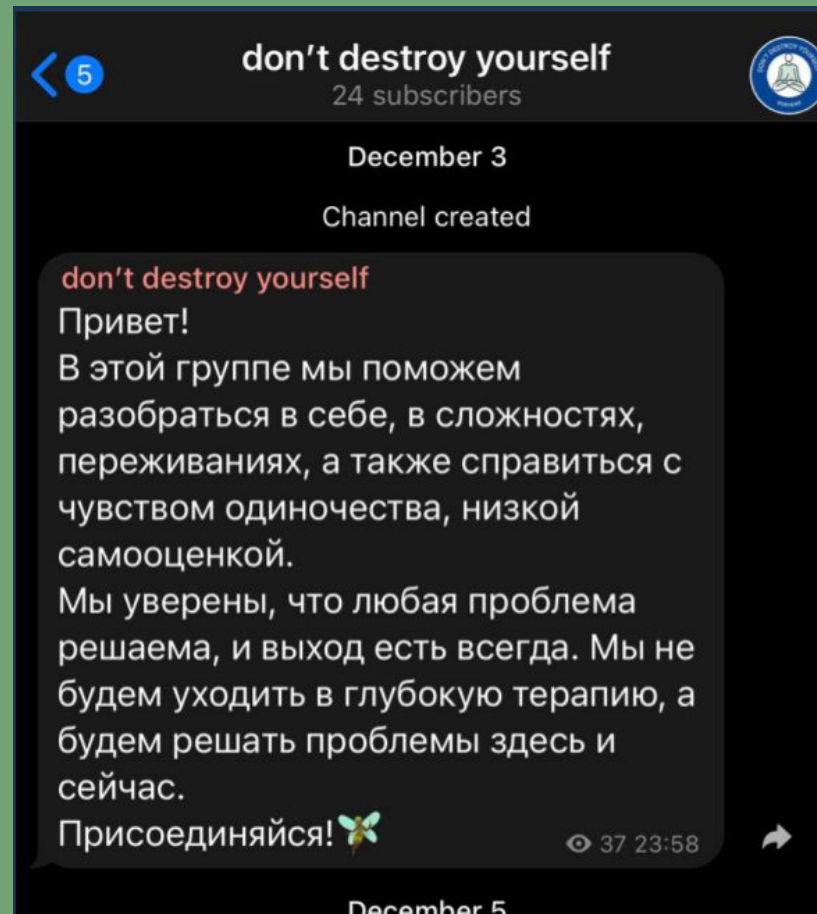 5
don't destroy yourself
24 subscribers
December 3
Channel created
don't destroy yourself
Привет!
В этой группе мы поможем
разобраться в себе, в сложностях,
переживаниях, а также справиться с
чувством одиночества, низкой
самооценкой.
Мы уверены, что любая проблема
решаема, и выход есть всегда. Мы не
будем уходить в глубокую терапию, а
будем решать проблемы здесь и
сейчас.
Присоединяйся!
37 23:58
December 5